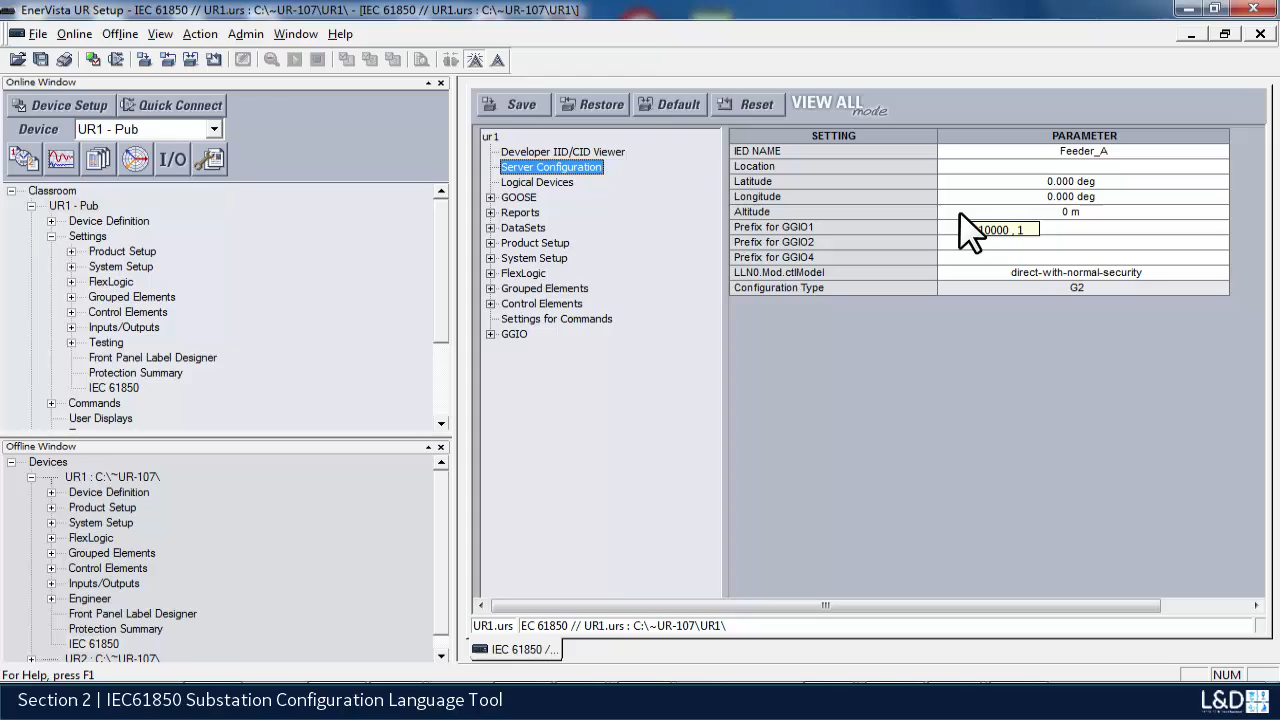 EnerVista UR Setup - IEC 61850 // UR1.urs : C:\~UR-107\UR1\ - [IEC 61850 // UR1.urs : C:\~UR-107\UR1\]
File Online Offline View Action Admin Window Help
Online Window
Device Setup Quick Connect
Device UR1 - Pub
I/O
Classroom
UR1 - Pub
Device Definition
Settings
Product Setup
System Setup
FlexLogic
Grouped Elements
Control Elements
Inputs/Outputs
Testing
Front Panel Label Designer
Protection Summary
IEC 61850
Commands
User Displays
Offline Window
Devices
UR1 : C:\~UR-107\
Device Definition
Product Setup
System Setup
FlexLogic
Grouped Elements
Control Elements
Inputs/Outputs
Engineer
Front Panel Label Designer
Protection Summary
IEC 61850
UR2 : C:\~UR-107\
Save Restore Default Reset VIEW ALL mode
ur1
Developer IID/CID Viewer
Server Configuration
Logical Devices
GOOSE
Reports
DataSets
Product Setup
System Setup
FlexLogic
Grouped Elements
Control Elements
Settings for Commands
GGIO
SETTING PARAMETER
IED NAME Feeder_A
Location
Latitude 0.000 deg
Longitude 0.000 deg
Altitude 0 m
Prefix for GGIO1
10000 , 1
Prefix for GGIO2
Prefix for GGIO4
LLN0.Mod.ctlModel direct-with-normal-security
Configuration Type G2
UR1.urs EC 61850 // UR1.urs : C:\~UR-107\UR1\
IEC 61850 /...
For Help, press F1 NUM
Section 2 | IEC61850 Substation Configuration Language Tool
L&D